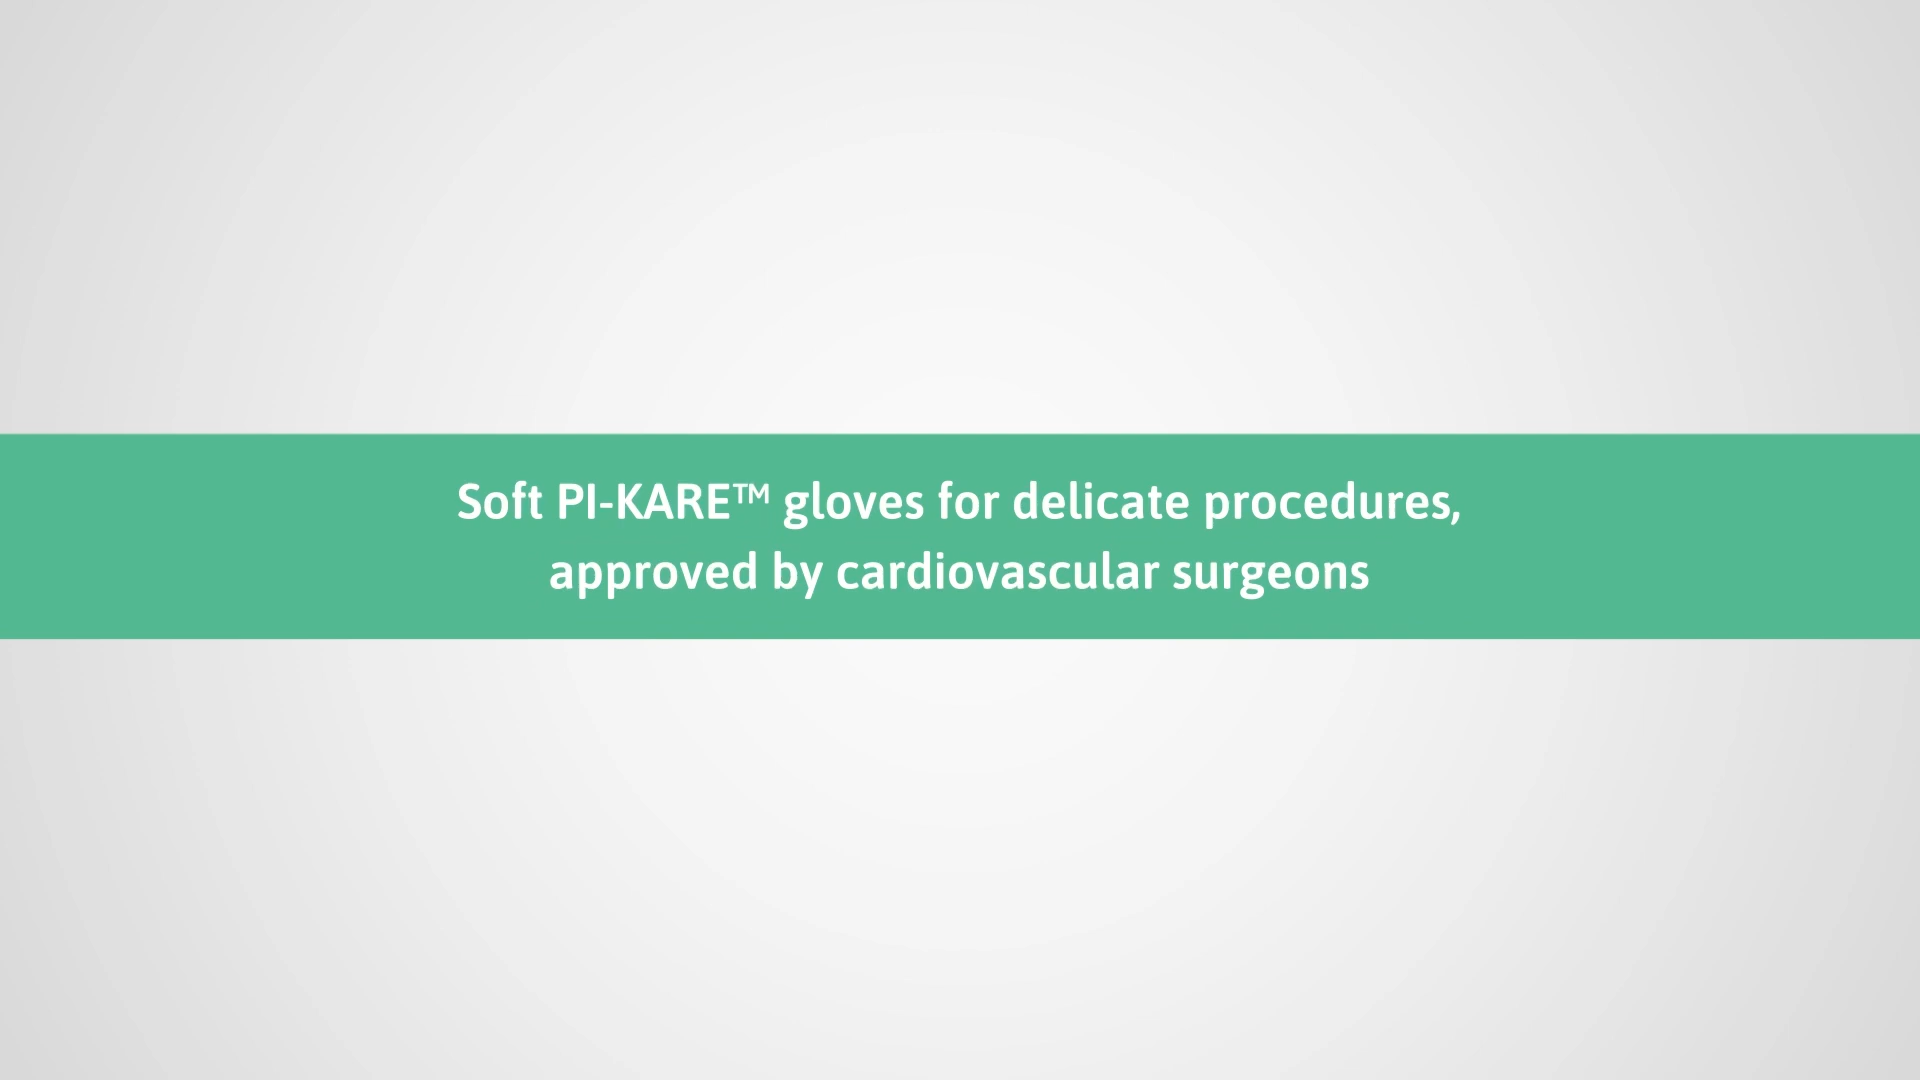 Soft PI-KARE™ gloves for delicate procedures,
approved by cardiovascular surgeons